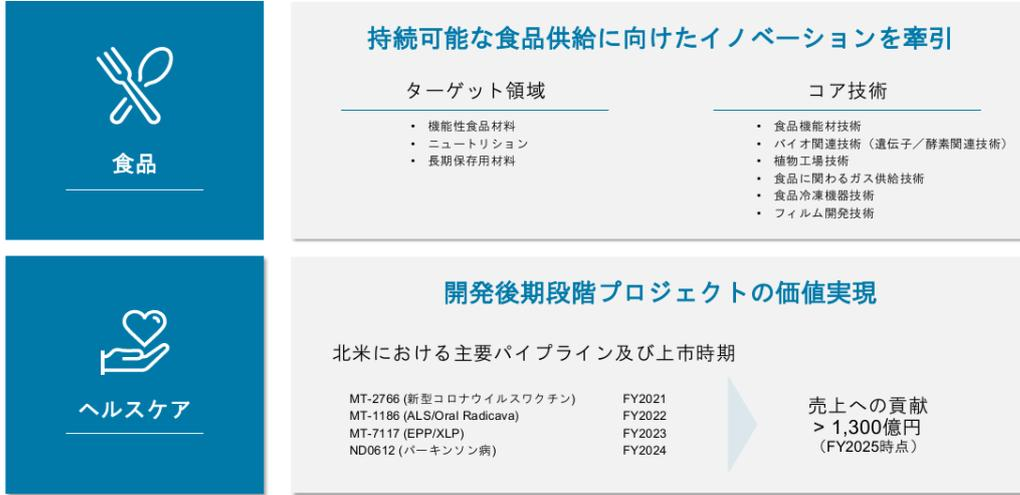 食品
持続可能な食品供給に向けたイノベーションを牽引
ターゲット領域
• 機能性食品材料
• ニュートリション
• 長期保存用材料
コア技術
• 食品機能材技術
• バイオ関連技術（遺伝子／酵素関連技術）
• 植物工場技術
• 食品に関わるガス供給技術
• 食品冷凍機器技術
• フィルム開発技術
ヘルスケア
開発後期段階プロジェクトの価値実現
北米における主要パイプライン及び上市時期
MT-2766 (新型コロナウイルスワクチン) FY2021
MT-1186 (ALS/Oral Radicava) FY2022
MT-7117 (EPP/XLP) FY2023
ND0612 (パーキンソン病) FY2024
売上への貢献
> 1,300億円
（FY2025時点）